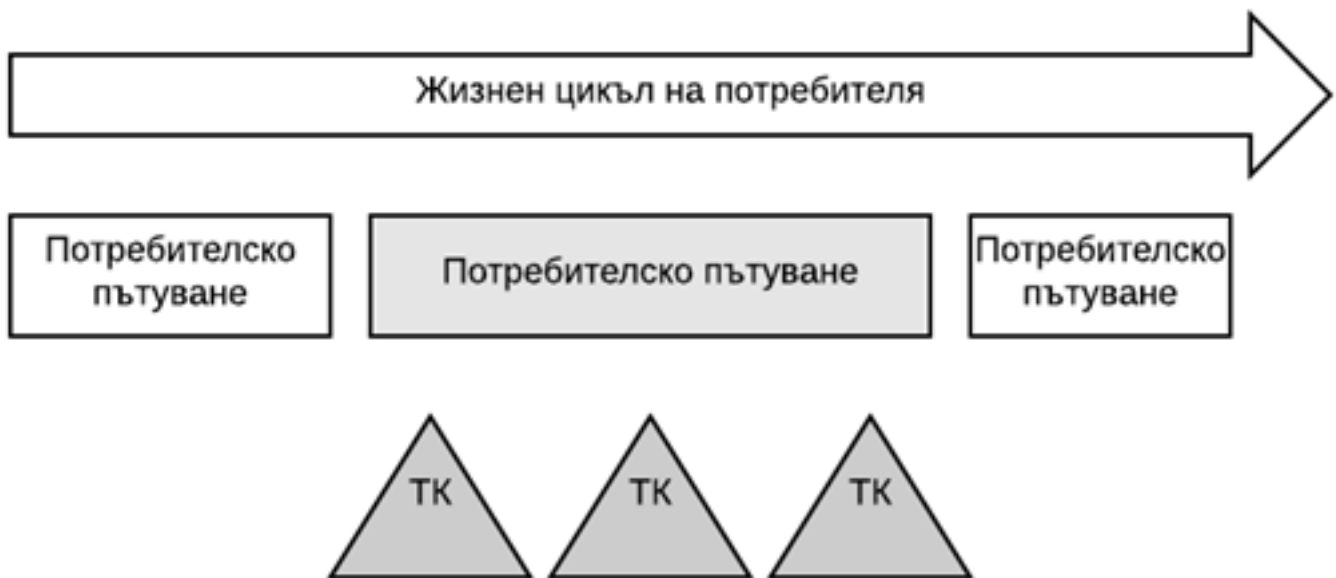 Жизнен цикъл на потребителя
Потребителско
пътуване
Потребителско пътуване
Потребителско
пътуване
ТК
ТК
ТК